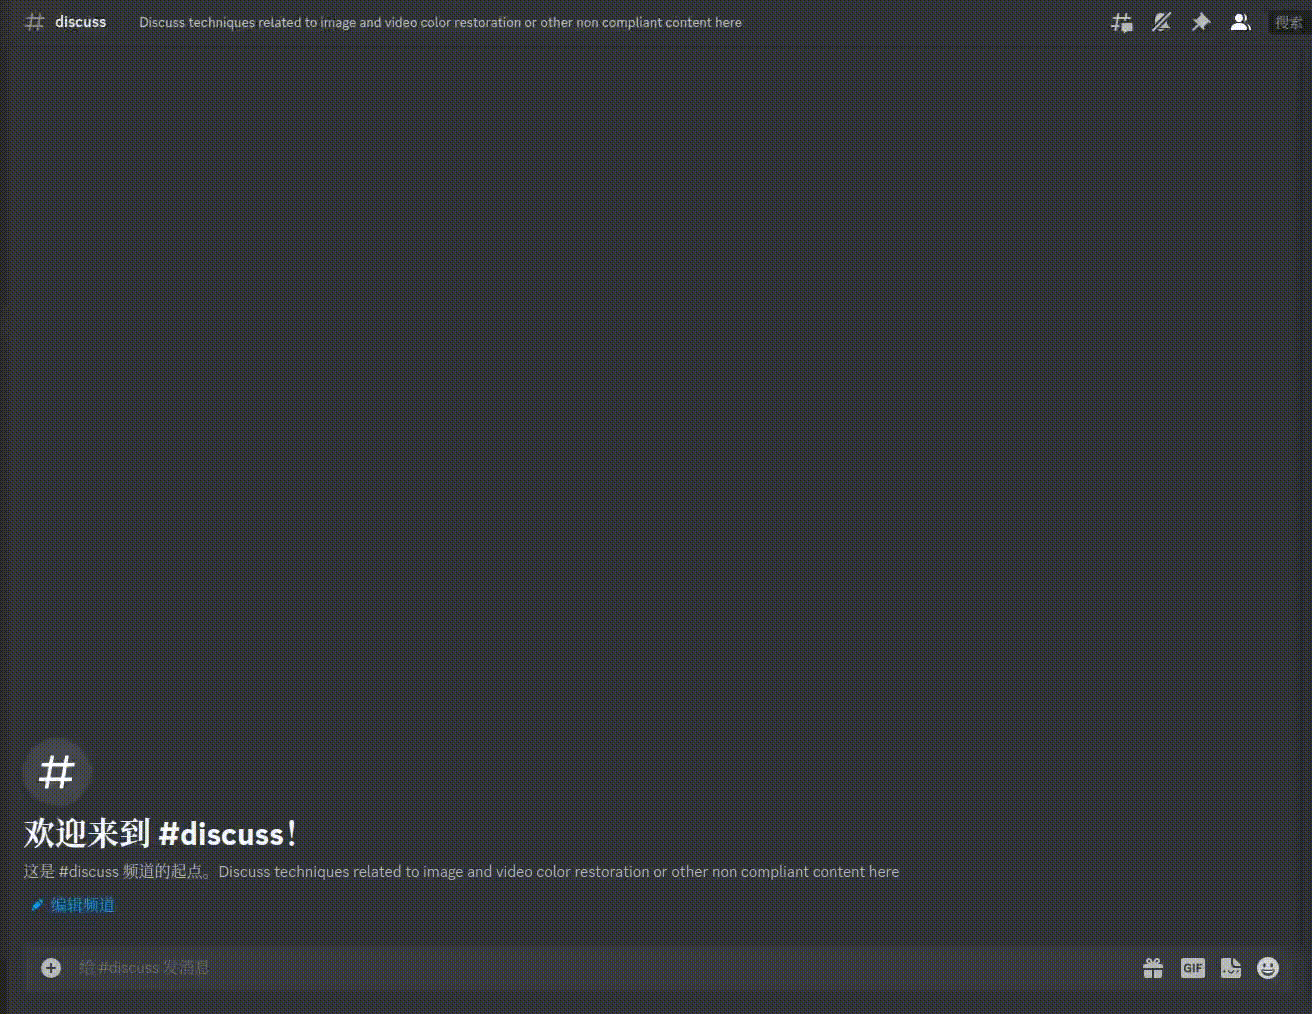 discuss Discuss techniques related to image and video color restoration or other non compliant content here 搜索
欢迎来到 #discuss！
这是 #discuss 频道的起点。Discuss techniques related to image and video color restoration or other non compliant content here
编辑频道
给 #discuss 发消息 GIF